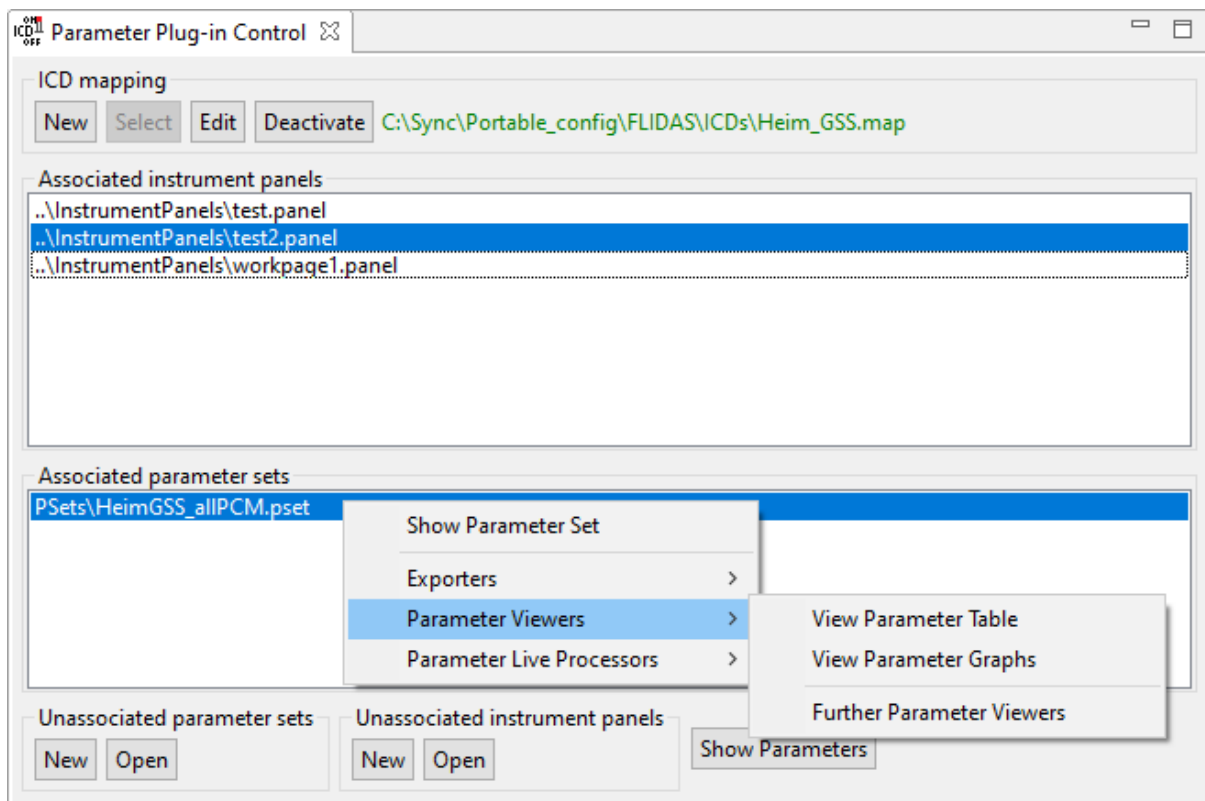 ON
ICD
OFF
Parameter Plug-in Control
ICD mapping
New Select Edit Deactivate C:\Sync\Portable_config\FLIDAS\ICDs\Heim_GSS.map
Associated instrument panels
..\InstrumentPanels\test.panel
..\InstrumentPanels\test2.panel
..\InstrumentPanels\workpage1.panel
Associated parameter sets
PSets\HeimGSS_allPCM.pset
Show Parameter Set
Exporters
Parameter Viewers
Parameter Live Processors
View Parameter Table
View Parameter Graphs
Further Parameter Viewers
Unassociated parameter sets
New Open
Unassociated instrument panels
New Open
Show Parameters